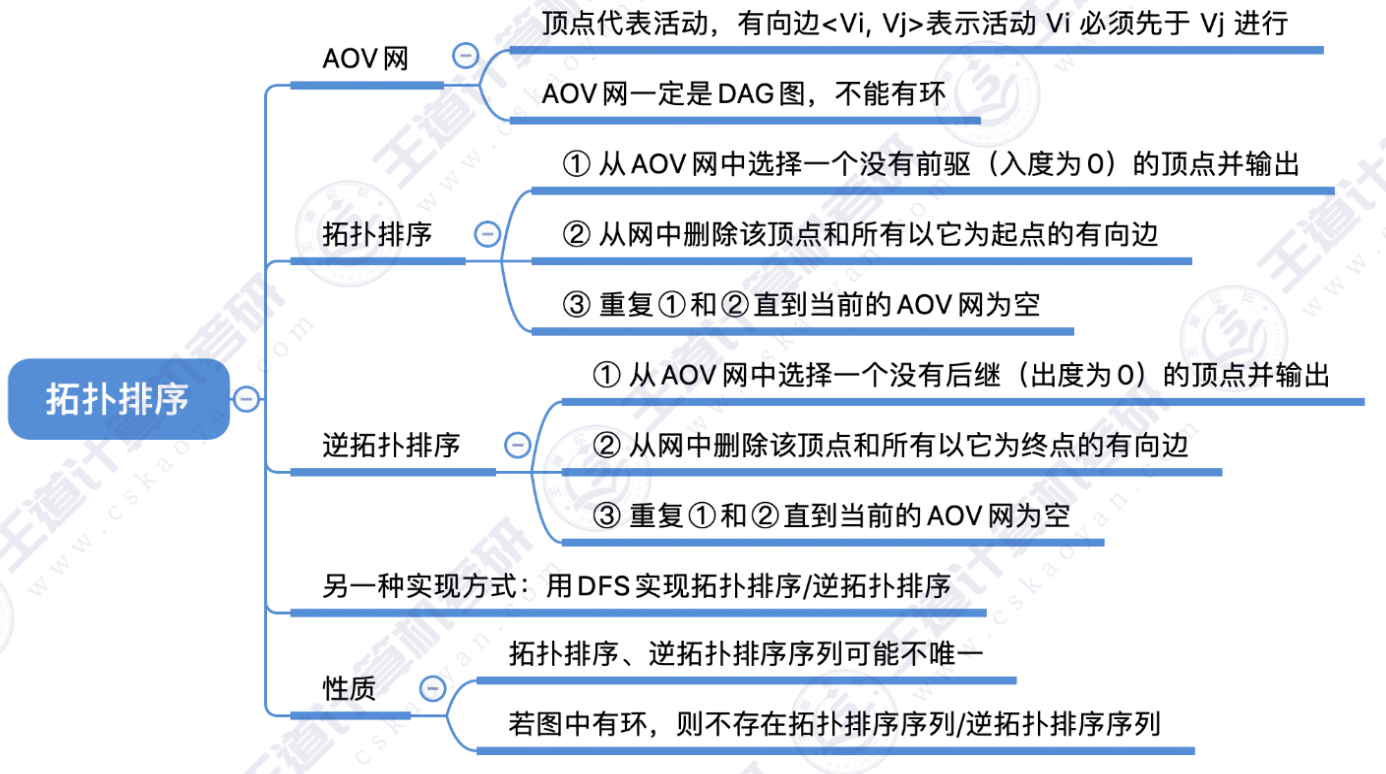 顶点代表活动，有向边<Vi, Vj>表示活动 Vi 必须先于 Vj 进行
AOV网
AOV网一定是DAG图，不能有环
① 从AOV网中选择一个没有前驱（入度为0）的顶点并输出
拓扑排序
② 从网中删除该顶点和所有以它为起点的有向边
③ 重复①和②直到当前的AOV网为空
拓扑排序
① 从AOV网中选择一个没有后继（出度为0）的顶点并输出
逆拓扑排序
② 从网中删除该顶点和所有以它为终点的有向边
③ 重复①和②直到当前的AOV网为空
另一种实现方式：用DFS实现拓扑排序/逆拓扑排序
拓扑排序、逆拓扑排序序列可能不唯一
性质
若图中有环，则不存在拓扑排序序列/逆拓扑排序序列
王道计算机考研
www.cskaoyan.com